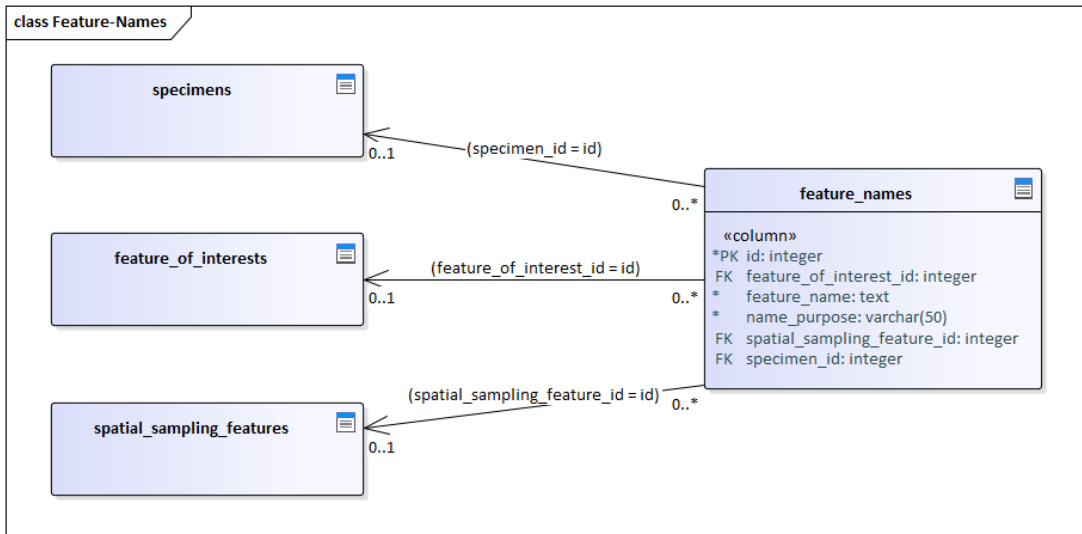 class Feature-Names
specimens
0..1
(specimen_id = id)
0..*
feature_of_interests
0..1
(feature_of_interest_id = id)
0..*
spatial_sampling_features
0..1
(spatial_sampling_feature_id = id)
0..*
feature_names
«column»
*PK id: integer
FK feature_of_interest_id: integer
* feature_name: text
* name_purpose: varchar(50)
FK spatial_sampling_feature_id: integer
FK specimen_id: integer